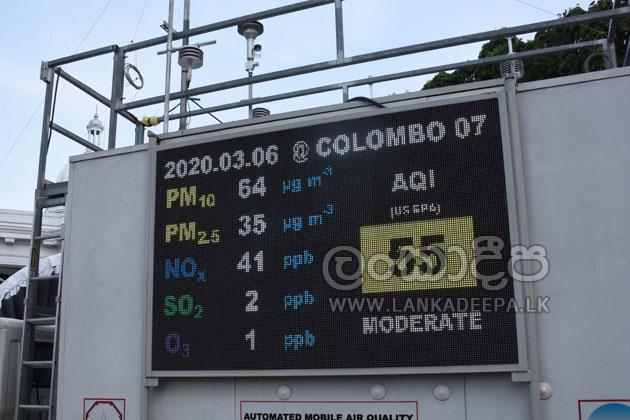 2020.03.06 @ COLOMBO 07
PM10 64 µg m-3
PM2.5 35 µg m-3
NOx 41 ppb
SO2 2 ppb
O3 1 ppb
AQI
(US EPA)
55
MODERATE
ලංකාදීප
WWW.LANKADEEPA.LK
AUTOMATED MOBILE AIR QUALITY